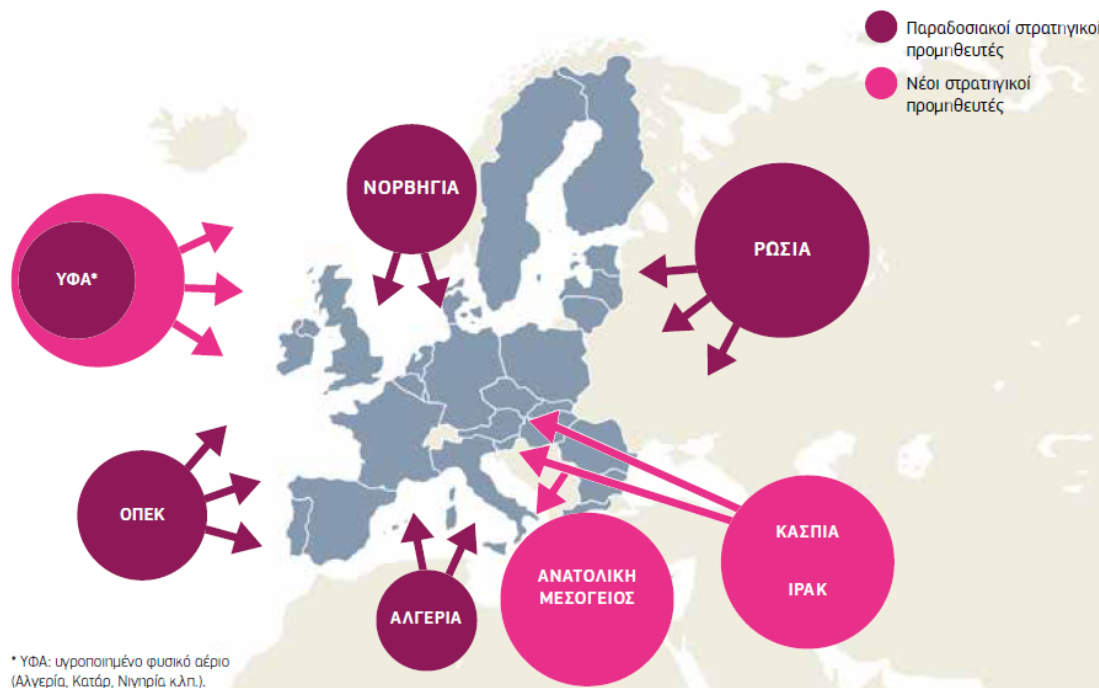 Παραδοσιακοί στρατηγικοί
προμηθευτές
Νέοι στρατηγικοί
προμηθευτές
ΝΟΡΒΗΓΙΑ
ΡΩΣΙΑ
ΥΦΑ*
ΟΠΕΚ
ΚΑΣΠΙΑ
ΙΡΑΚ
ΑΝΑΤΟΛΙΚΗ
ΜΕΣΟΓΕΙΟΣ
ΑΛΓΕΡΙΑ
* ΥΦΑ: υγροποιημένο φυσικό αέριο
(Αλγερία, Κατάρ, Νιγηρία κ.λπ.).